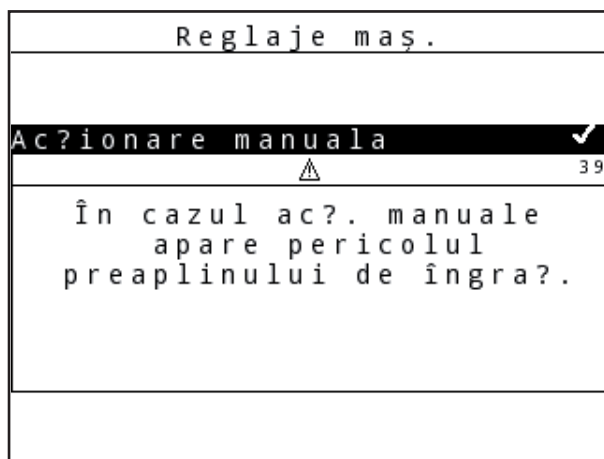 Reglaje maș.
Ac?ionare manuala
39
În cazul ac?. manuale
apare pericolul
preaplinului de îngra?.